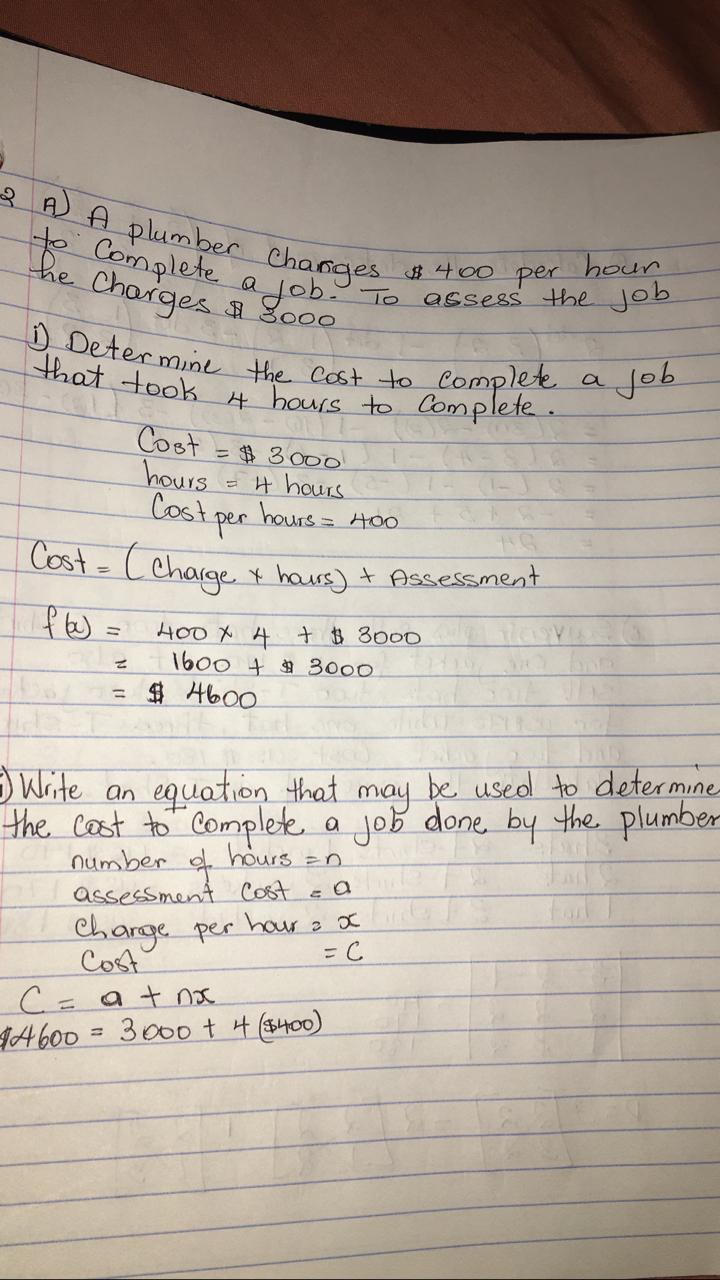 2 A) A plumber charges $400 per hour
to complete a job. To assess the job
he charges $3000
i) Determine the cost to complete a job
that took 4 hours to complete.
Cost = $3000
hours = 4 hours
Cost per hours = 400
Cost = (Charge x hours) + Assessment
f(x) = 400 x 4 + $3000
= 1600 + $3000
= $4600
i) Write an equation that may be used to determine
the cost to complete a job done by the plumber
number of hours = n
assessment cost = a
charge per hour = x
Cost = C
C = a + nx
$4600 = 3000 + 4($400)